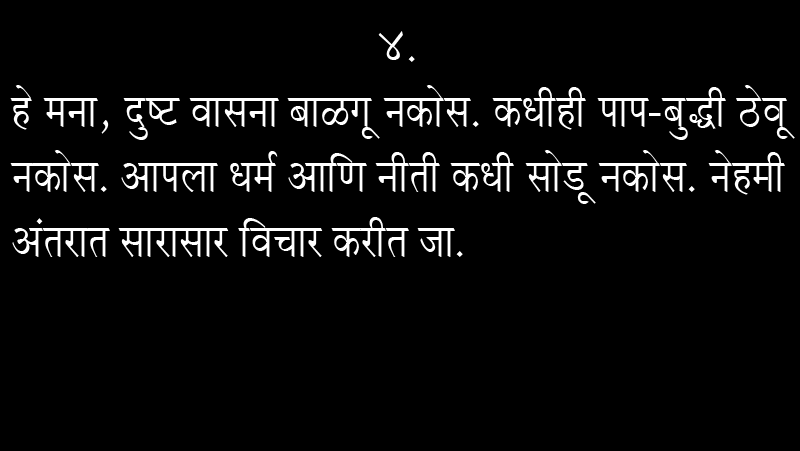 ४.
हे मना, दुष्ट वासना बाळगू नकोस. कधीही पाप-बुद्धी ठेवू
नकोस. आपला धर्म आणि नीती कधी सोडू नकोस. नेहमी
अंतरात सारासार विचार करीत जा.